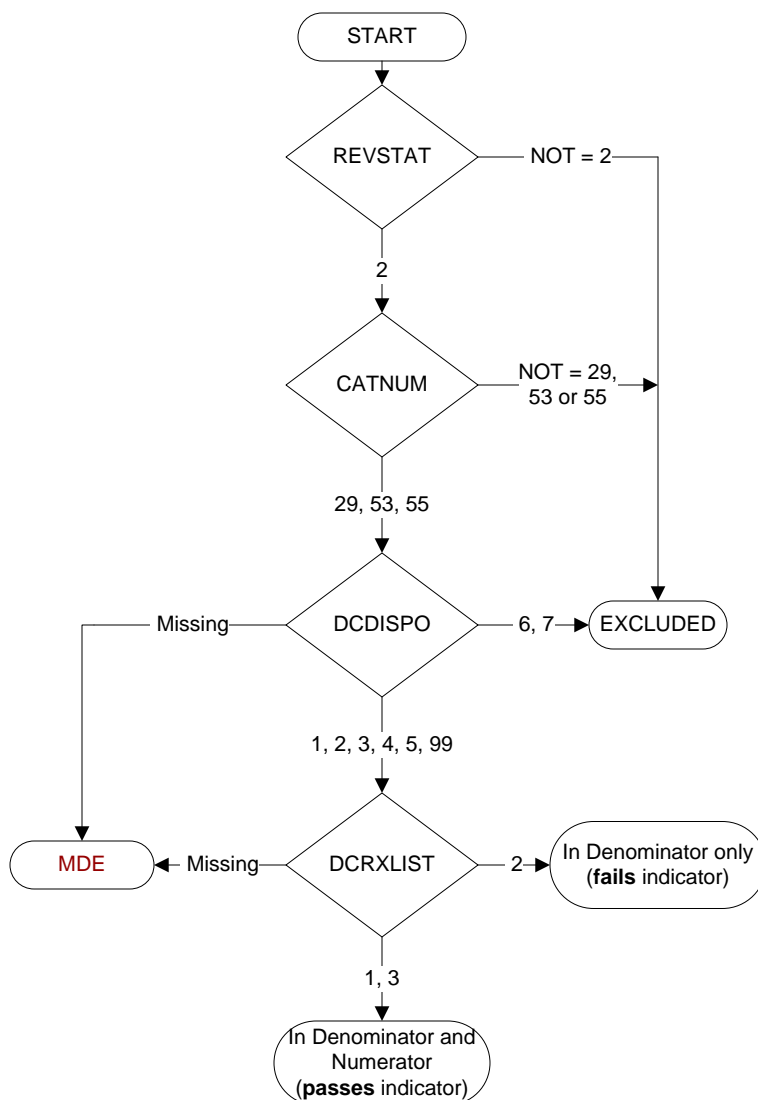 START
REVSTAT
NOT = 2
2
CATNUM
NOT = 29,
53 or 55
29, 53, 55
Missing
DCDISPO
6, 7
EXCLUDED
1, 2, 3, 4, 5, 99
MDE
Missing
DCRXLIST
2
In Denominator only
(fails indicator)
1, 3
In Denominator and
Numerator
(passes indicator)